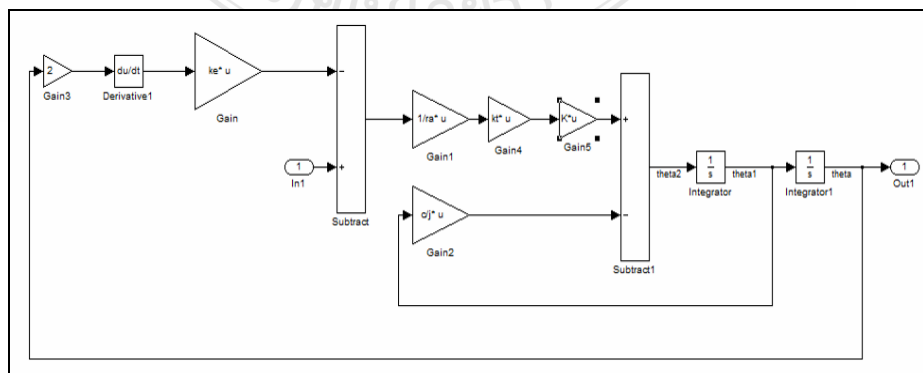 2
Gain3
du/dt
Derivative1
ke* u
Gain
−
+
1
In1
Subtract
1/ra* u
Gain1
kt* u
Gain4
K*u
Gain5
c/j* u
Gain2
+
−
Subtract1
theta2
1
s
Integrator
theta1
1
s
Integrator1
theta
1
Out1